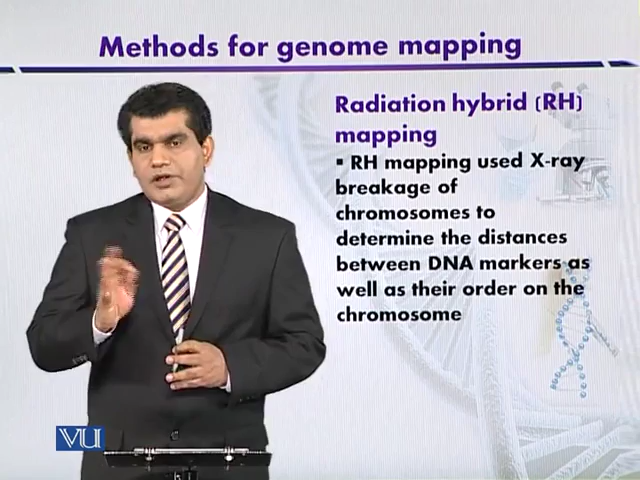 Methods for genome mapping
Radiation hybrid (RH)
mapping
▪ RH mapping used X-ray
breakage of
chromosomes to
determine the distances
between DNA markers as
well as their order on the
chromosome
VU